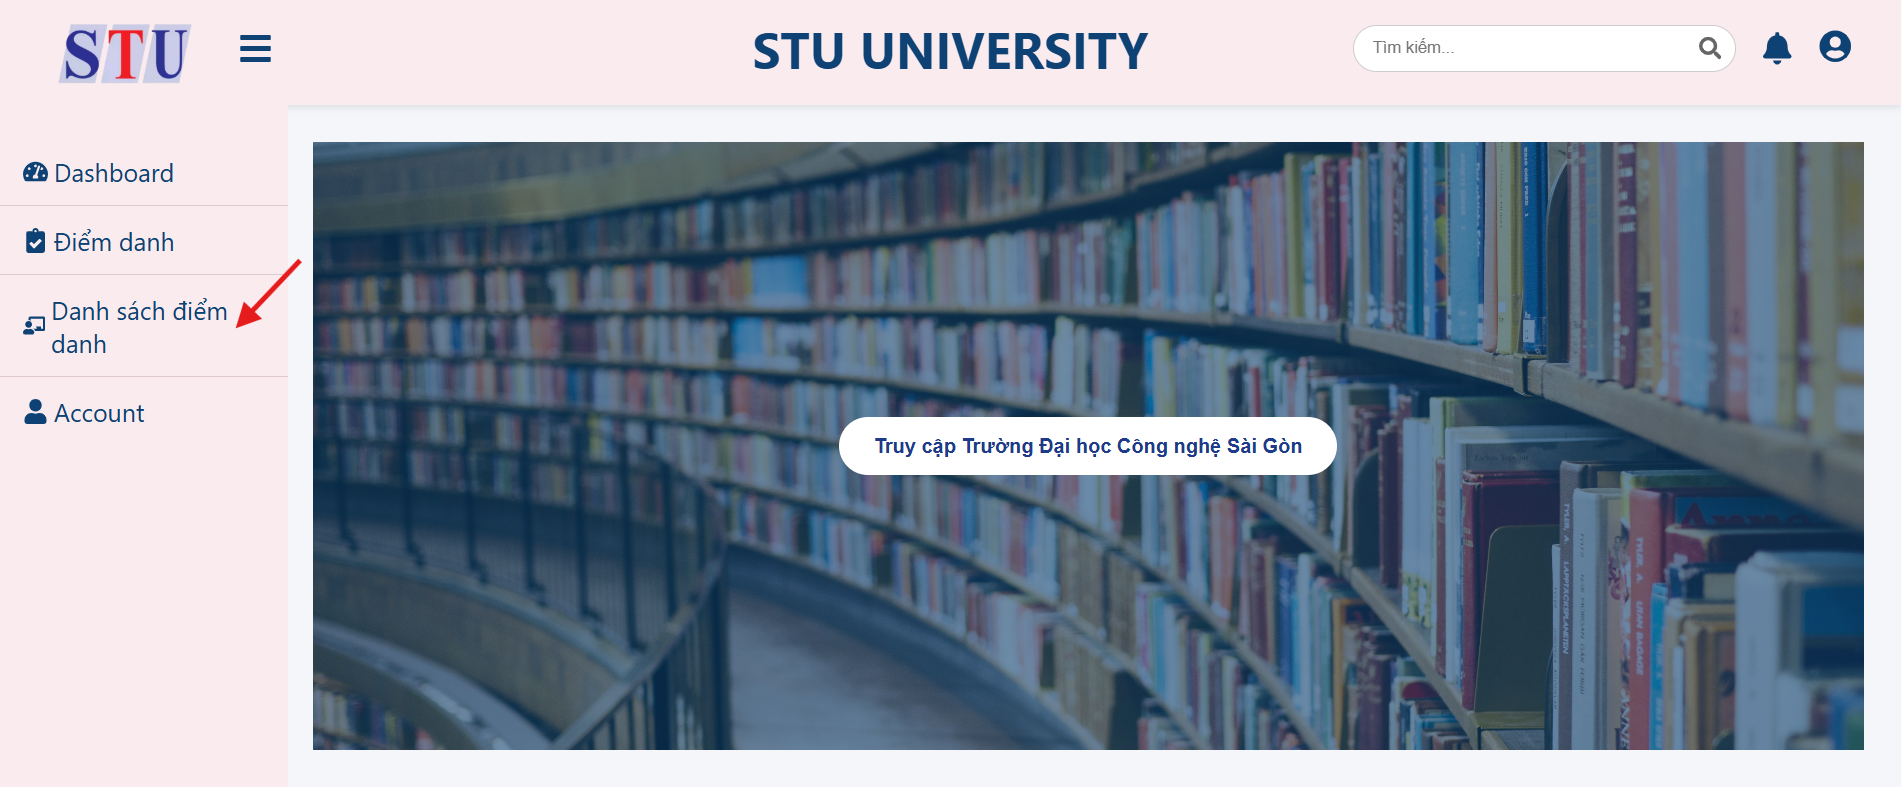 STU
STU UNIVERSITY
Tìm kiếm...
Dashboard
Điểm danh
Danh sách điểm
danh
Account
Truy cập Trường Đại học Công nghệ Sài Gòn